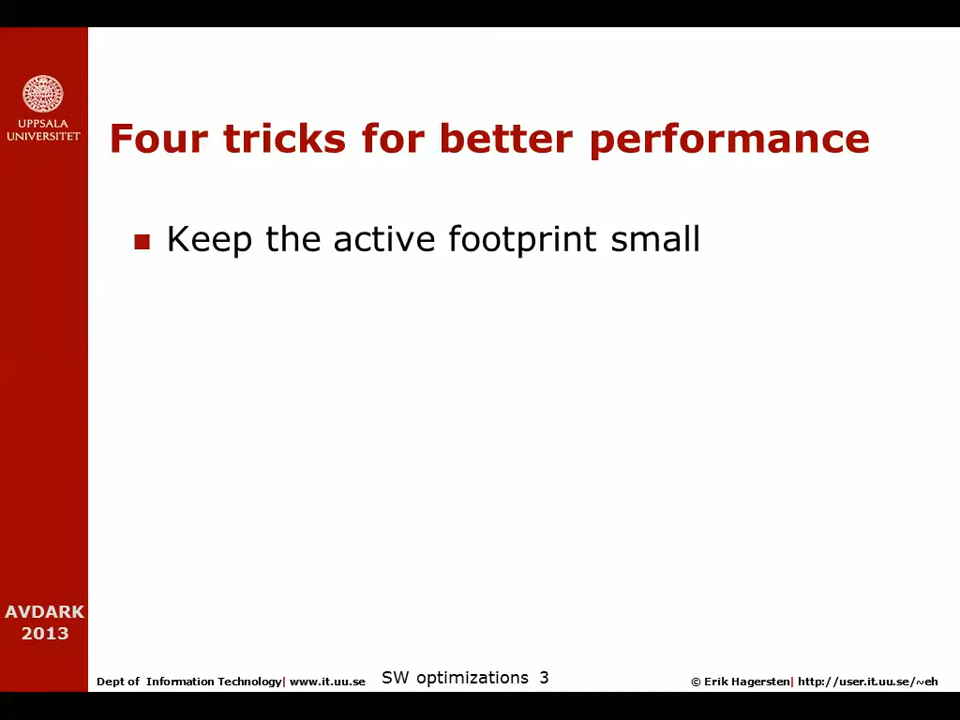 UPPSALA
UNIVERSITET
Four tricks for better performance
Keep the active footprint small
AVDARK
2013
Dept of Information Technology| www.it.uu.se
SW optimizations 3
© Erik Hagersten| http://user.it.uu.se/~eh